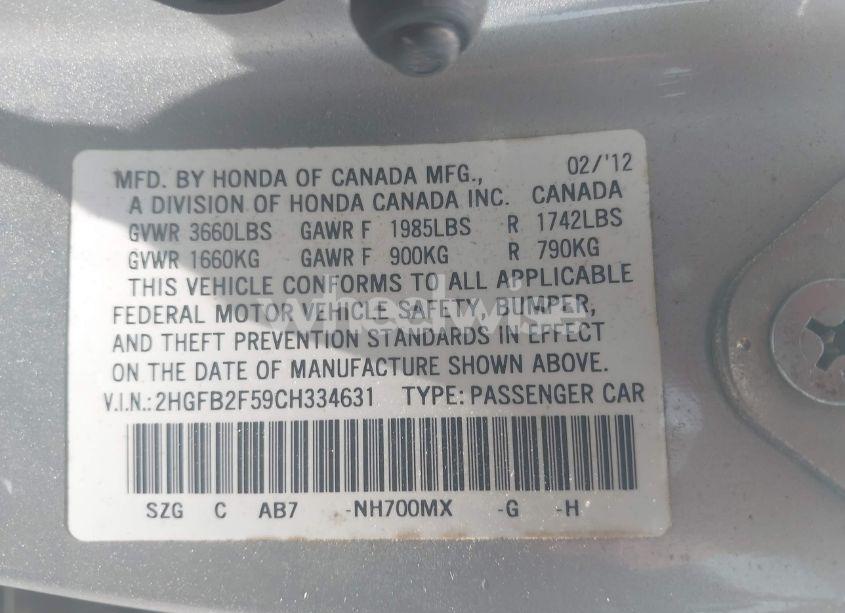 MFD. BY HONDA OF CANADA MFG., 02/'12
A DIVISION OF HONDA CANADA INC. CANADA
GVWR 3660LBS GAWR F 1985LBS R 1742LBS
GVWR 1660KG GAWR F 900KG R 790KG
THIS VEHICLE CONFORMS TO ALL APPLICABLE
FEDERAL MOTOR VEHICLE SAFETY, BUMPER,
AND THEFT PREVENTION STANDARDS IN EFFECT
ON THE DATE OF MANUFACTURE SHOWN ABOVE.
V.I.N.: 2HGFB2F59CH334631 TYPE: PASSENGER CAR
SZG C AB7 -NH700MX -G -H
wheelwise